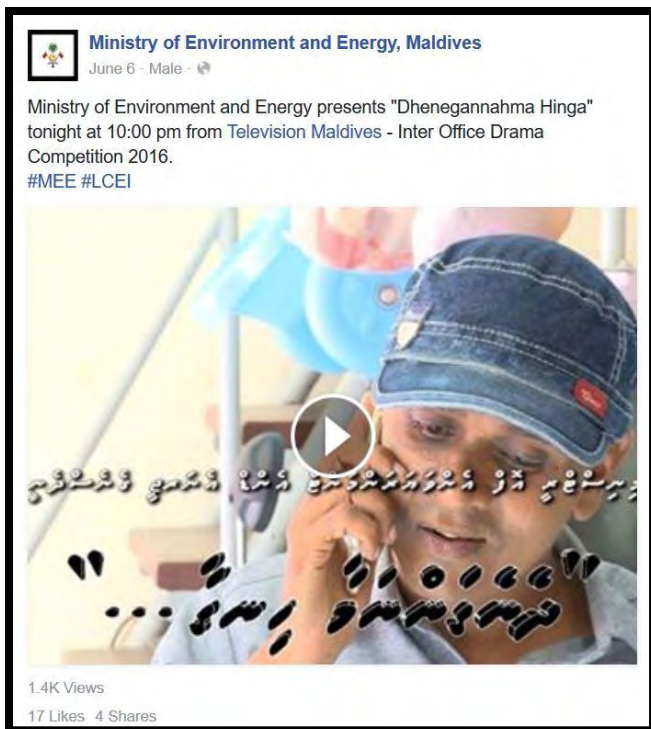 Ministry of Environment and Energy, Maldives
June 6 · Male ·
Ministry of Environment and Energy presents "Dhenegannahma Hinga"
tonight at 10:00 pm from Television Maldives - Inter Office Drama
Competition 2016.
#MEE #LCEI
މިނިސްޓްރީ އޮފް އެންވަޔަރަންމަންޓް އެންޑް އެނަރޖީ ގެނެސްދެނީ
"ދެނެގަންނަހާ ހިނގާ..."
1.4K Views
17 Likes 4 Shares